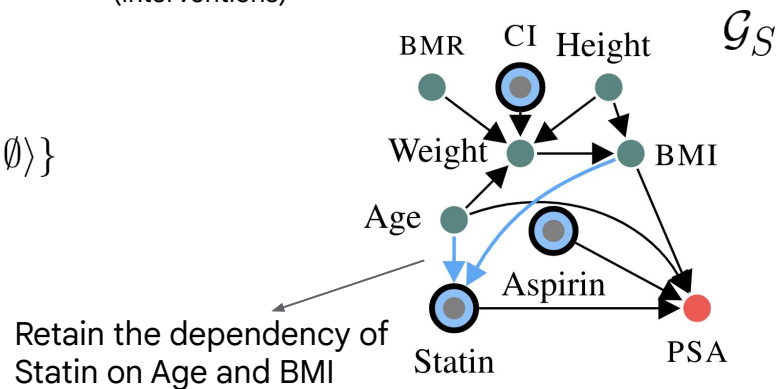 (interventions)
𝒢_S
BMR
CI
Height
∅⟩}
Weight
BMI
Age
Aspirin
Retain the dependency of
Statin on Age and BMI
Statin
PSA